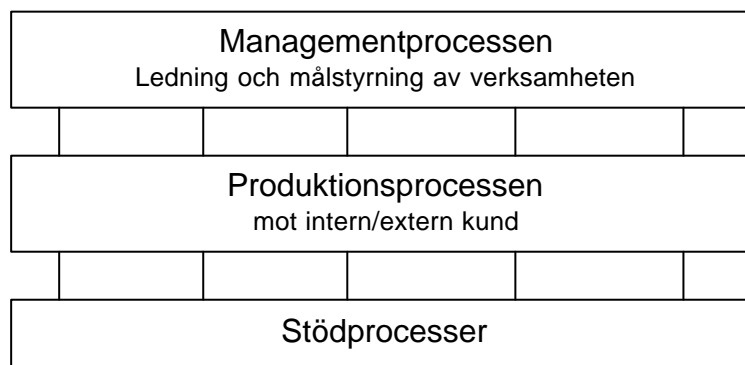 Managementprocessen
Ledning och målstyrning av verksamheten
Produktionsprocessen
mot intern/extern kund
Stödprocesser